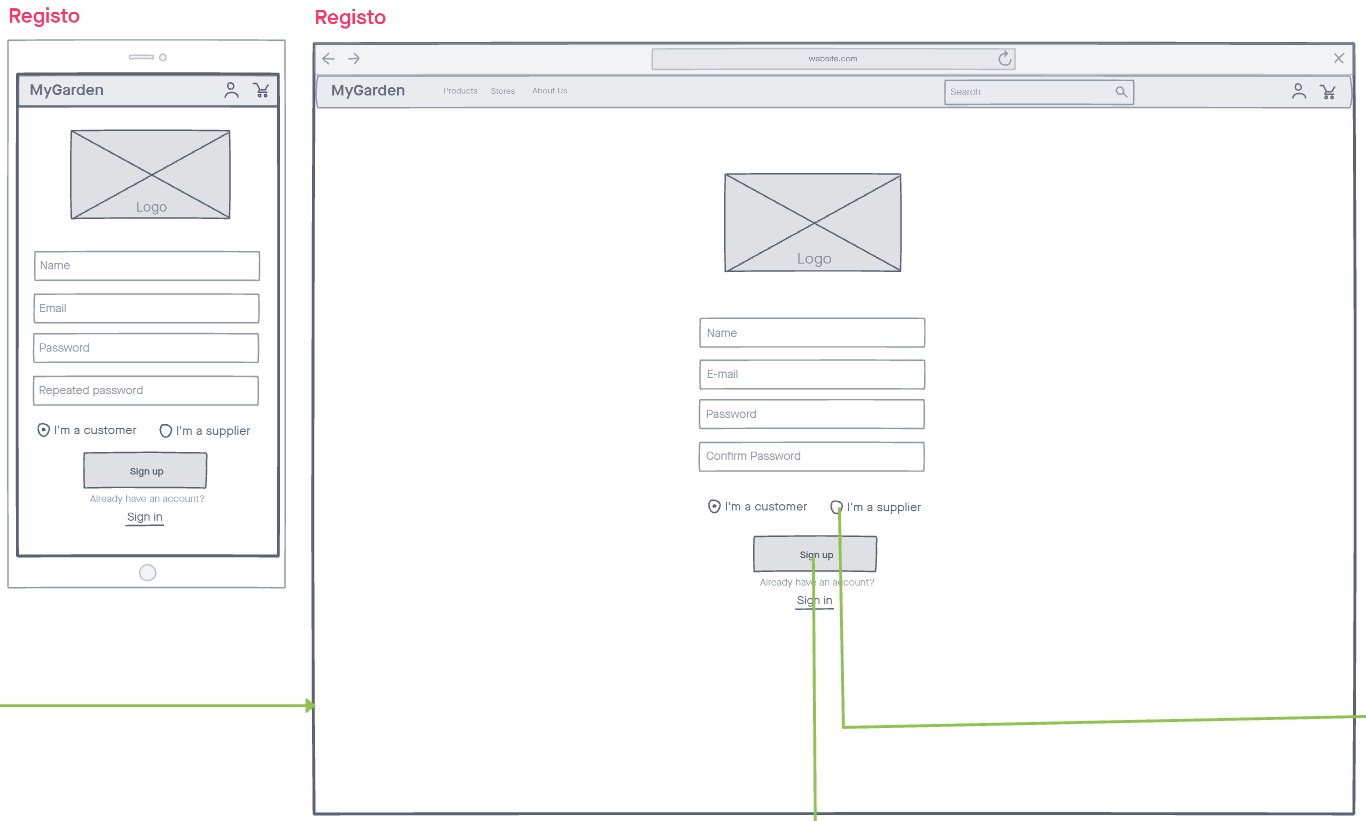 Registo
MyGarden
Logo
Name
Email
Password
Repeated password
I'm a customer I'm a supplier
Sign up
Already have an account?
Sign in
Registo
website.com
MyGarden Products Stores About Us Search
Logo
Name
E-mail
Password
Confirm Password
I'm a customer I'm a supplier
Sign up
Already have an account?
Sign in